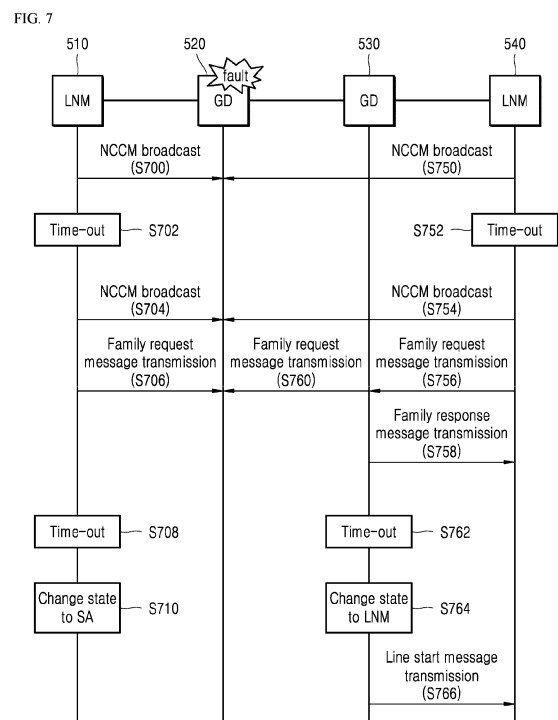 FIG. 7
510
520
530
540
fault
LNM
GD
GD
LNM
NCCM broadcast
(S700)
NCCM broadcast
(S750)
Time-out
S702
S752
Time-out
NCCM broadcast
(S704)
NCCM broadcast
(S754)
Family request
message transmission
(S706)
Family request
message transmission
(S760)
Family request
message transmission
(S756)
Family response
message transmission
(S758)
Time-out
S708
Time-out
S762
Change state
to SA
S710
Change state
to LNM
S764
Line start message
transmission
(S766)